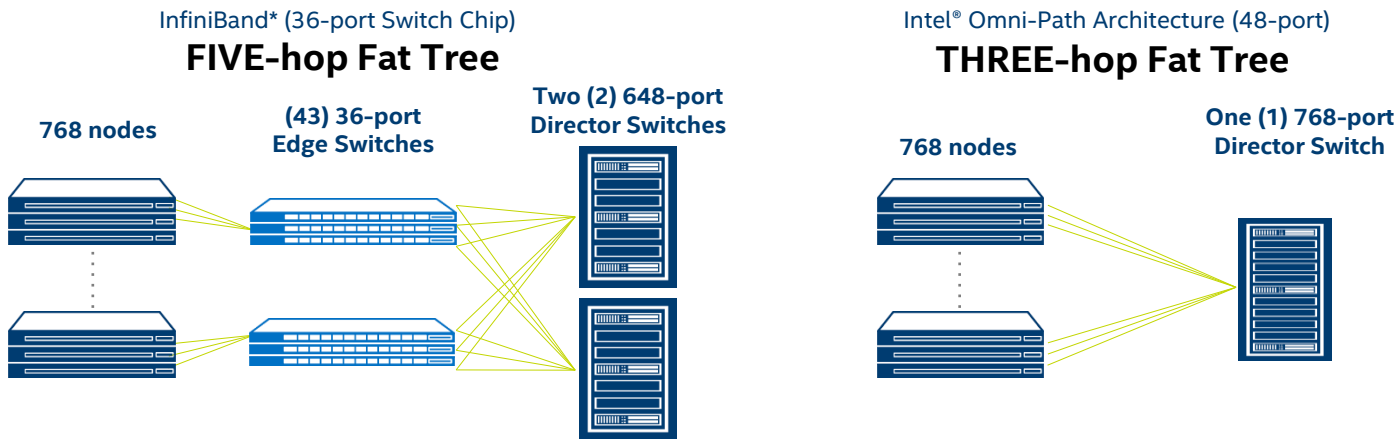 InfiniBand* (36-port Switch Chip)
FIVE-hop Fat Tree
768 nodes
(43) 36-port
Edge Switches
Two (2) 648-port
Director Switches
Intel® Omni-Path Architecture (48-port)
THREE-hop Fat Tree
768 nodes
One (1) 768-port
Director Switch